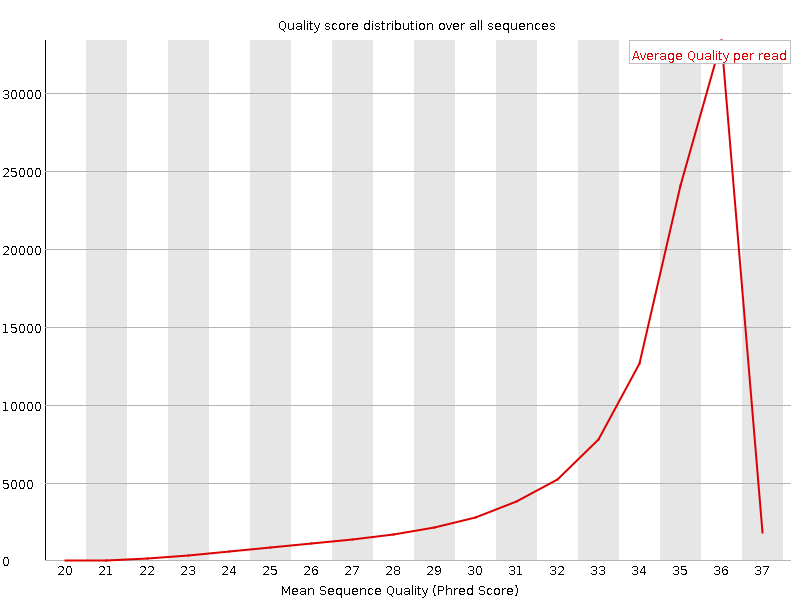 Quality score distribution over all sequences
Average Quality per read
30000
25000
20000
15000
10000
5000
0
20 21 22 23 24 25 26 27 28 29 30 31 32 33 34 35 36 37
Mean Sequence Quality (Phred Score)